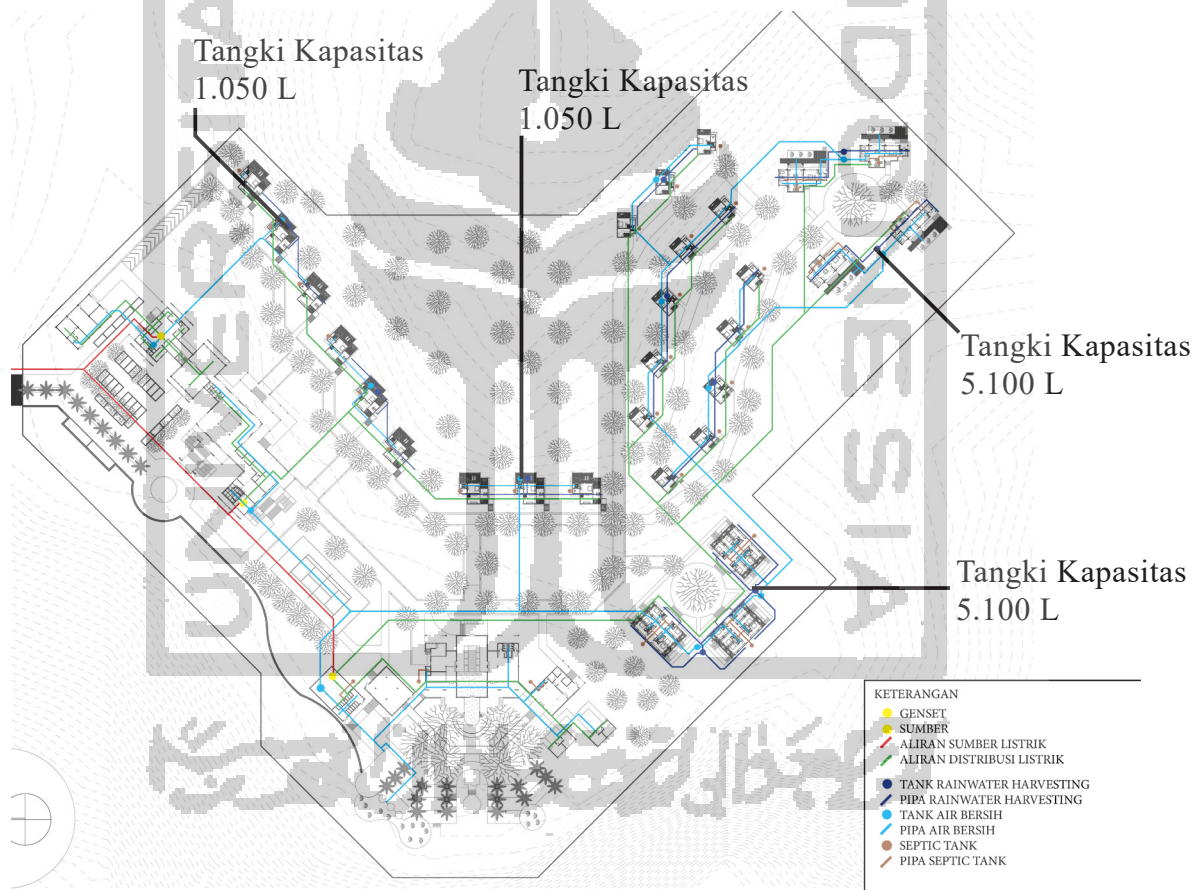 Tangki Kapasitas
1.050 L
Tangki Kapasitas
1.050 L
Tangki Kapasitas
5.100 L
Tangki Kapasitas
5.100 L
KETERANGAN
GENSET
SUMBER
ALIRAN SUMBER LISTRIK
ALIRAN DISTRIBUSI LISTRIK
TANK RAINWATER HARVESTING
PIPA RAINWATER HARVESTING
TANK AIR BERSIH
PIPA AIR BERSIH
SEPTIC TANK
PIPA SEPTIC TANK